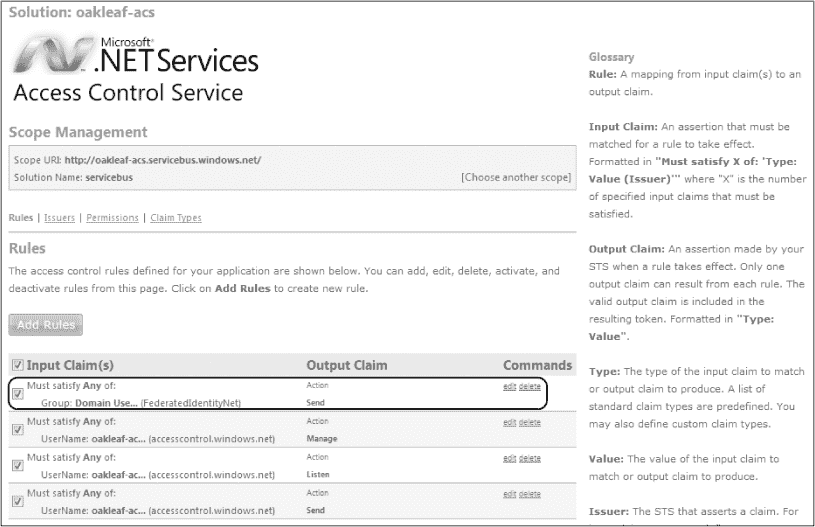 Solution: oakleaf-acs
Microsoft®
.NET Services
Access Control Service
Scope Management
Scope URI: http://oakleaf-acs.servicebus.windows.net/
Solution Name: servicebus
[Choose another scope]
Rules | Issuers | Permissions | Claim Types
Rules
The access control rules defined for your application are shown below. You can add, edit, delete, activate, and
deactivate rules from this page. Click on Add Rules to create new rule.
Add Rules
Input Claim(s) Output Claim Commands
Must satisfy Any of: Action edit delete
Group: Domain Use... (FederatedIdentityNet) Send
Must satisfy Any of: Action edit delete
UserName: oakleaf-ac... (accesscontrol.windows.net) Manage
Must satisfy Any of: Action edit delete
UserName: oakleaf-ac... (accesscontrol.windows.net) Listen
Must satisfy Any of: Action edit delete
UserName: oakleaf-ac... (accesscontrol.windows.net) Send
Glossary
Rule: A mapping from input claim(s) to an
output claim.
Input Claim: An assertion that must be
matched for a rule to take effect.
Formatted in "Must satisfy X of: 'Type:
Value (Issuer)'" where "X" is the number
of specified input claims that must be
satisfied.
Output Claim: An assertion made by your
STS when a rule takes effect. Only one
output claim can result from each rule. The
valid output claim is included in the
resulting token. Formatted in "Type:
Value".
Type: The type of the input claim to match
or output claim to produce. A list of
standard claim types are predefined. You
may also define custom claim types.
Value: The value of the input claim to
match or output claim to produce.
Issuer: The STS that asserts a claim. For